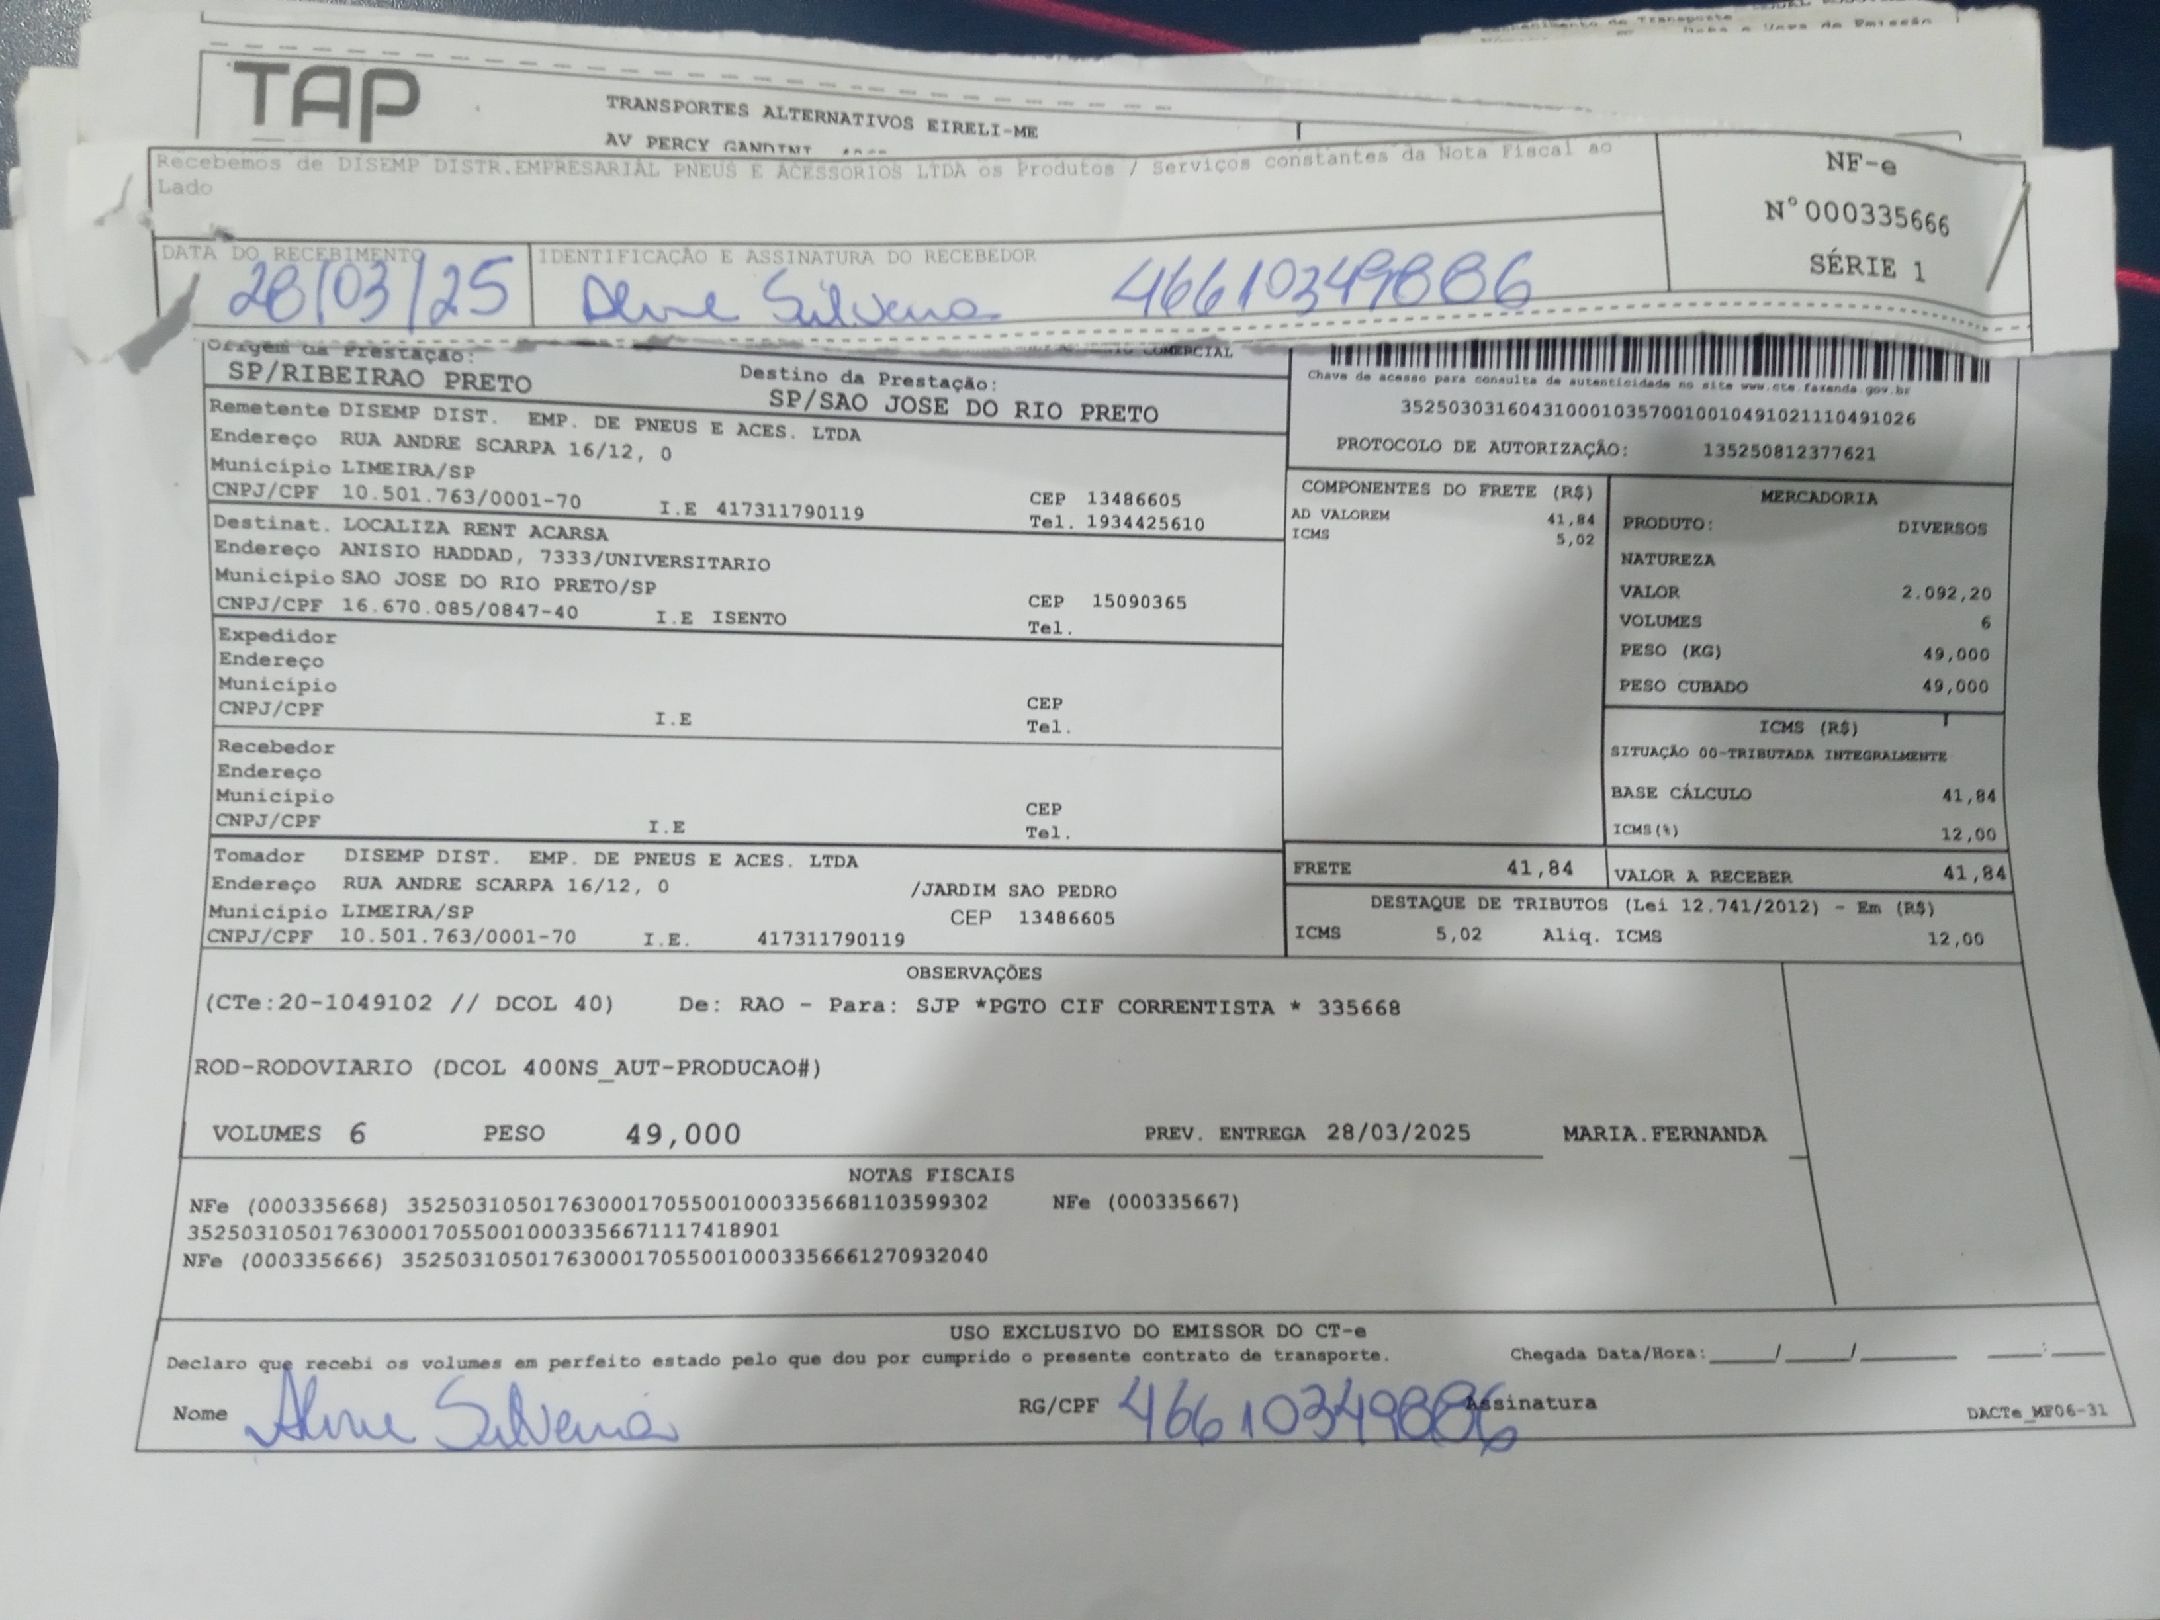 Conhecimento de Transporte
TAP
TRANSPORTES ALTERNATIVOS EIRELI-ME
AV PERCY GANDINI
Recebemos de DISEMP DISTR.EMPRESARIAL PNEUS E ACESSORIOS LTDA os Produtos / Serviços constantes da Nota Fiscal ao
Lado
NF-e
N°000335666
SÉRIE 1
DATA DO RECEBIMENTO
28/03/25
IDENTIFICAÇÃO E ASSINATURA DO RECEBEDOR
Aline Silveira 46610349886
Origem da Prestação:
SP/RIBEIRAO PRETO
COMERCIAL
Destino da Prestação:
SP/SAO JOSE DO RIO PRETO
Chave de acesso para consulta de autenticidade no site www.cte.fazenda.gov.br
35250303160431000103570010010491021110491026
PROTOCOLO DE AUTORIZAÇÃO: 135250812377621
Remetente DISEMP DIST. EMP. DE PNEUS E ACES. LTDA
Endereço RUA ANDRE SCARPA 16/12, 0
Município LIMEIRA/SP
CNPJ/CPF 10.501.763/0001-70 I.E 417311790119
CEP 13486605
Tel. 1934425610
Destinat. LOCALIZA RENT ACARSA
Endereço ANISIO HADDAD, 7333/UNIVERSITARIO
Município SAO JOSE DO RIO PRETO/SP
CNPJ/CPF 16.670.085/0847-40 I.E ISENTO
CEP 15090365
Tel.
Expedidor
Endereço
Município
CNPJ/CPF I.E
CEP
Tel.
Recebedor
Endereço
Município
CNPJ/CPF I.E
CEP
Tel.
Tomador DISEMP DIST. EMP. DE PNEUS E ACES. LTDA
Endereço RUA ANDRE SCARPA 16/12, 0 /JARDIM SAO PEDRO
Município LIMEIRA/SP CEP 13486605
CNPJ/CPF 10.501.763/0001-70 I.E. 417311790119
COMPONENTES DO FRETE (R$)
AD VALOREM 41,84
ICMS 5,02
MERCADORIA
PRODUTO: DIVERSOS
NATUREZA
VALOR 2.092,20
VOLUMES 6
PESO (KG) 49,000
PESO CUBADO 49,000
ICMS (R$)
SITUAÇÃO 00-TRIBUTADA INTEGRALMENTE
BASE CÁLCULO 41,84
ICMS(%) 12,00
FRETE 41,84
VALOR A RECEBER 41,84
DESTAQUE DE TRIBUTOS (Lei 12.741/2012) - Em (R$)
ICMS 5,02 Aliq. ICMS 12,00
OBSERVAÇÕES
(CTe:20-1049102 // DCOL 40) De: RAO - Para: SJP *PGTO CIF CORRENTISTA * 335668
ROD-RODOVIARIO (DCOL 400NS_AUT-PRODUCAO#)
VOLUMES 6 PESO 49,000 PREV. ENTREGA 28/03/2025 MARIA.FERNANDA
NOTAS FISCAIS
NFe (000335668) 35250310501763000170550010003356681103599302 NFe (000335667)
35250310501763000170550010003356671117418901
NFe (000335666) 35250310501763000170550010003356661270932040
USO EXCLUSIVO DO EMISSOR DO CT-e
Declaro que recebi os volumes em perfeito estado pelo que dou por cumprido o presente contrato de transporte. Chegada Data/Hora:____/____/______ ___:___
Nome Aline Silveira RG/CPF 46610349886 Assinatura
DACTe_MF06-31